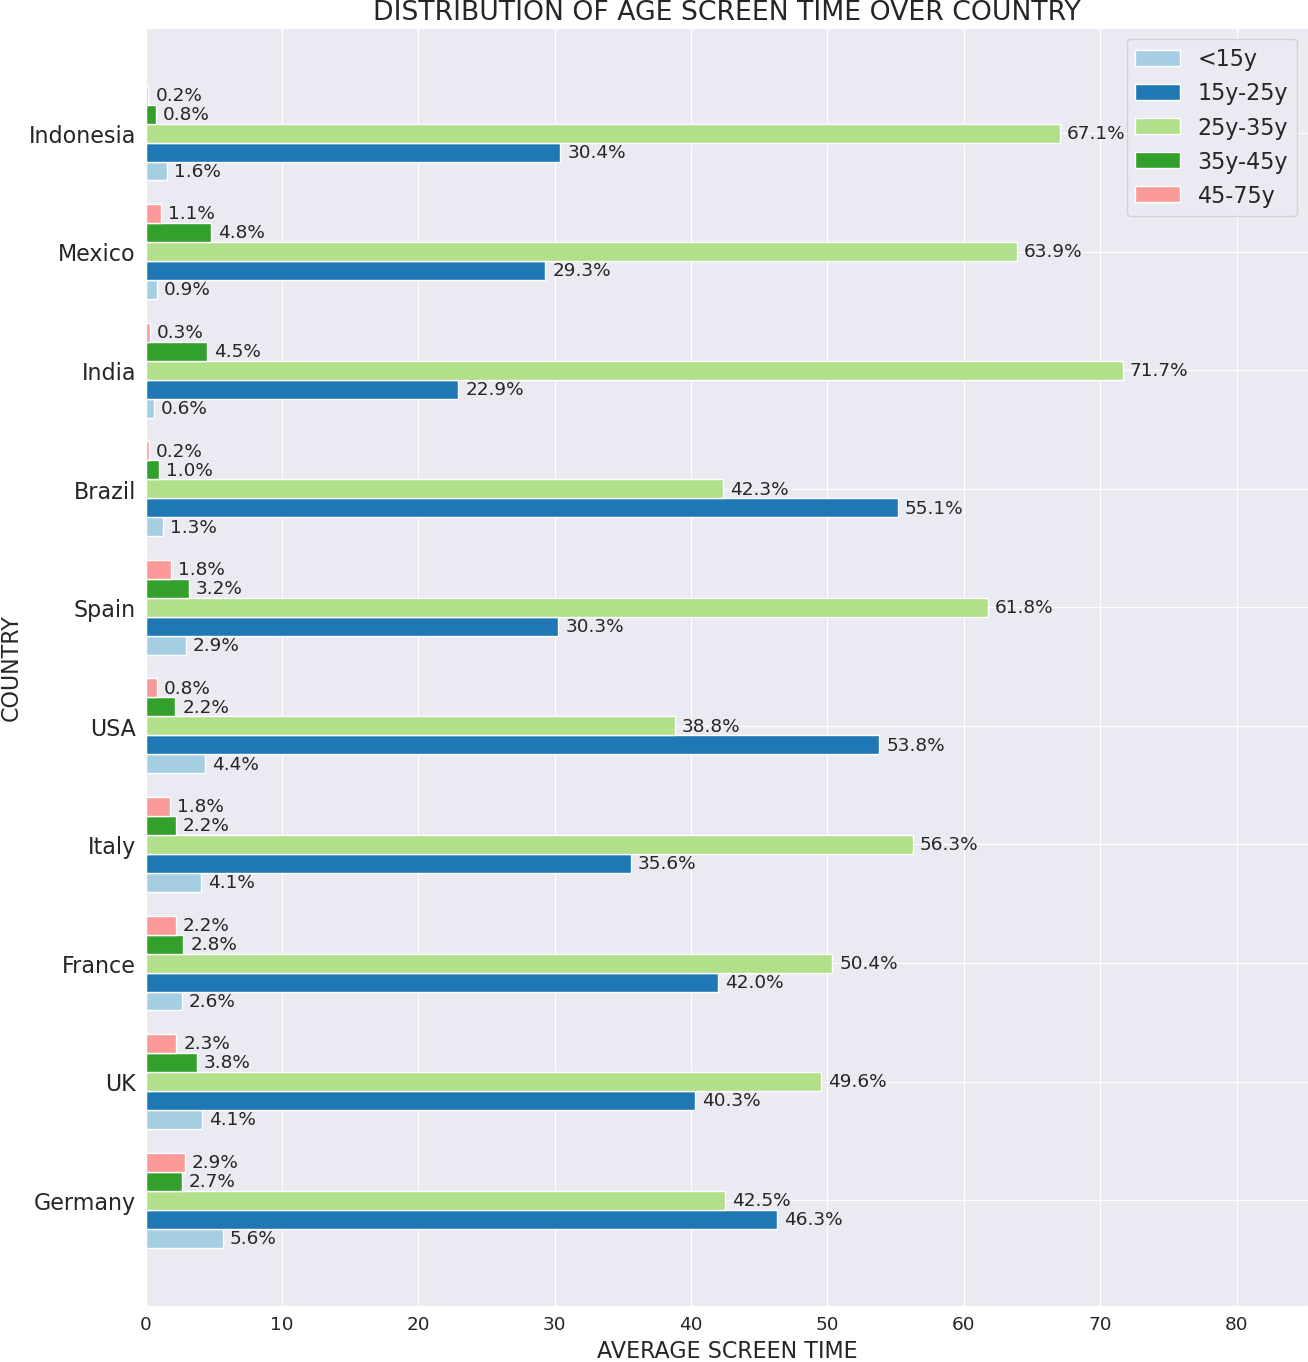 DISTRIBUTION OF AGE SCREEN TIME OVER COUNTRY
<15y
15y-25y
25y-35y
35y-45y
45-75y
COUNTRY
Indonesia
0.2%
0.8%
67.1%
30.4%
1.6%
Mexico
1.1%
4.8%
63.9%
29.3%
0.9%
India
0.3%
4.5%
71.7%
22.9%
0.6%
Brazil
0.2%
1.0%
42.3%
55.1%
1.3%
Spain
1.8%
3.2%
61.8%
30.3%
2.9%
USA
0.8%
2.2%
38.8%
53.8%
4.4%
Italy
1.8%
2.2%
56.3%
35.6%
4.1%
France
2.2%
2.8%
50.4%
42.0%
2.6%
UK
2.3%
3.8%
49.6%
40.3%
4.1%
Germany
2.9%
2.7%
42.5%
46.3%
5.6%
0 10 20 30 40 50 60 70 80
AVERAGE SCREEN TIME